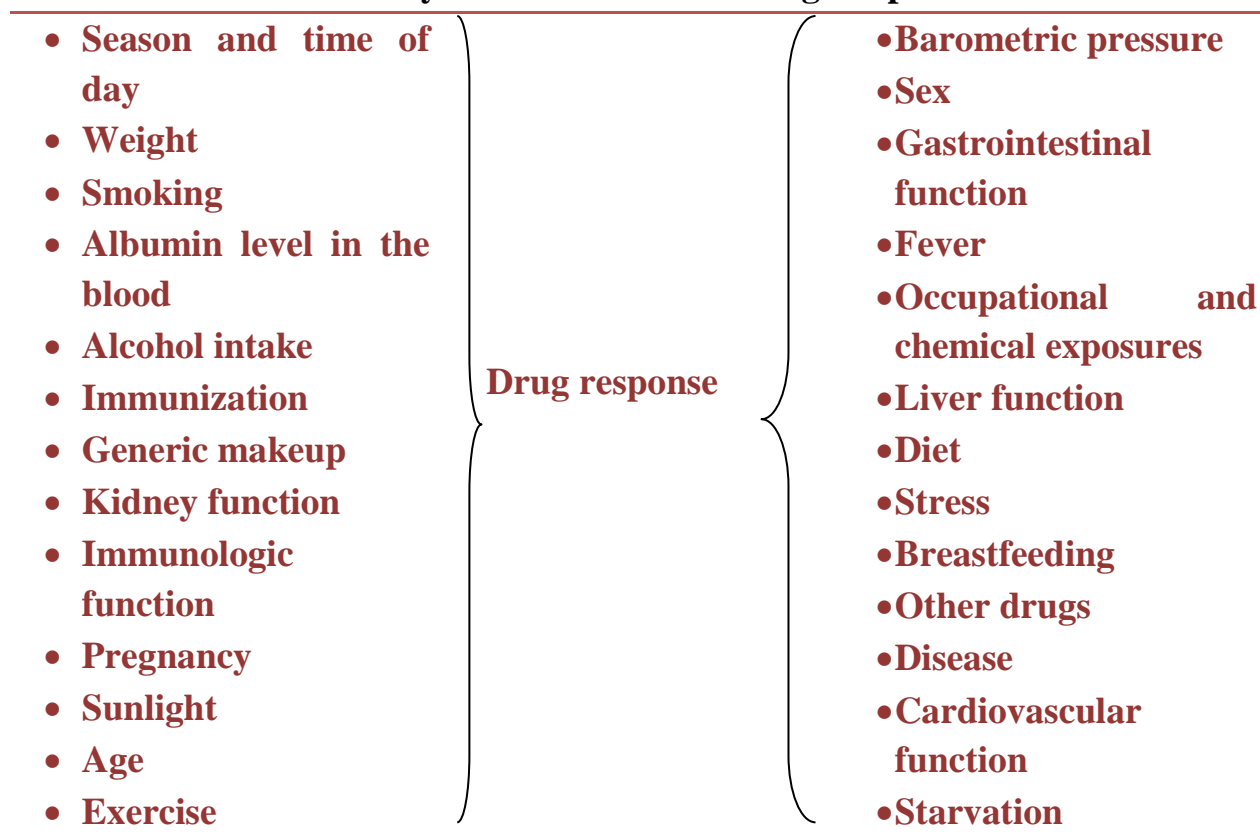 • Season and time of
day
• Weight
• Smoking
• Albumin level in the
blood
• Alcohol intake
• Immunization
• Generic makeup
• Kidney function
• Immunologic
function
• Pregnancy
• Sunlight
• Age
• Exercise
Drug response
•Barometric pressure
•Sex
•Gastrointestinal
function
•Fever
•Occupational and
chemical exposures
•Liver function
•Diet
•Stress
•Breastfeeding
•Other drugs
•Disease
•Cardiovascular
function
•Starvation